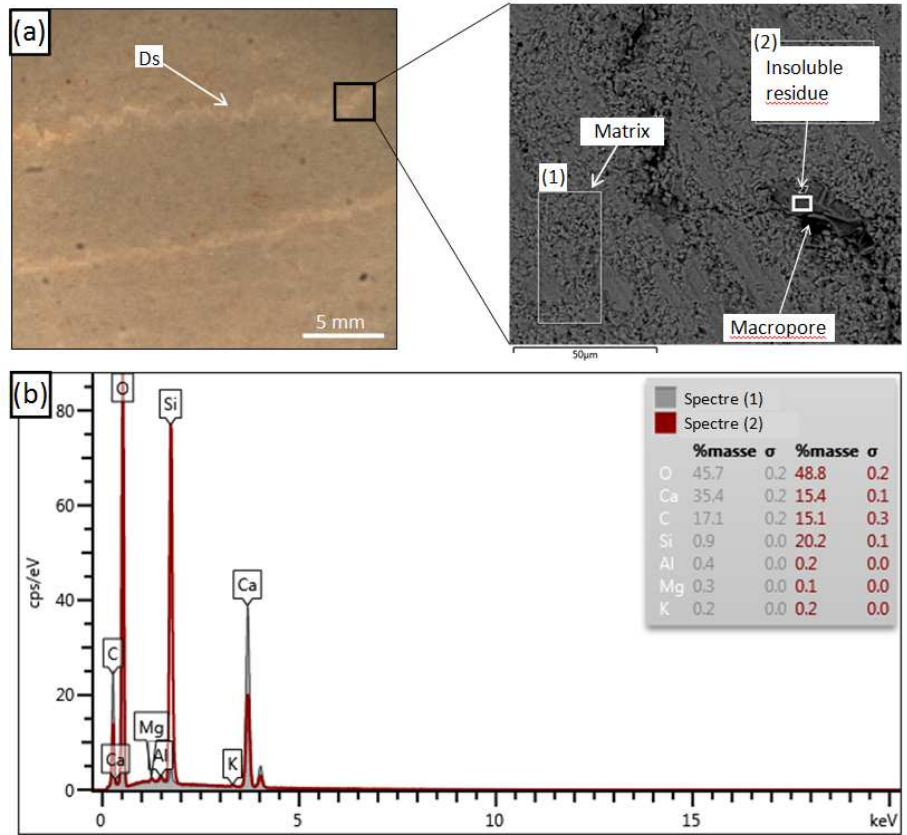 (a)
Ds
5 mm
(1)
Matrix
(2)
Insoluble
residue
27
Macropore
50µm
(b)
cps/eV
80
60
40
20
0
C
Ca
O
Mg
Al
Si
K
Ca
0
5
10
15
keV
Spectre (1)
Spectre (2)
%masse σ %masse σ
O 45.7 0.2 48.8 0.2
Ca 35.4 0.2 15.4 0.1
C 17.1 0.2 15.1 0.3
Si 0.9 0.0 20.2 0.1
Al 0.4 0.0 0.2 0.0
Mg 0.3 0.0 0.1 0.0
K 0.2 0.0 0.2 0.0